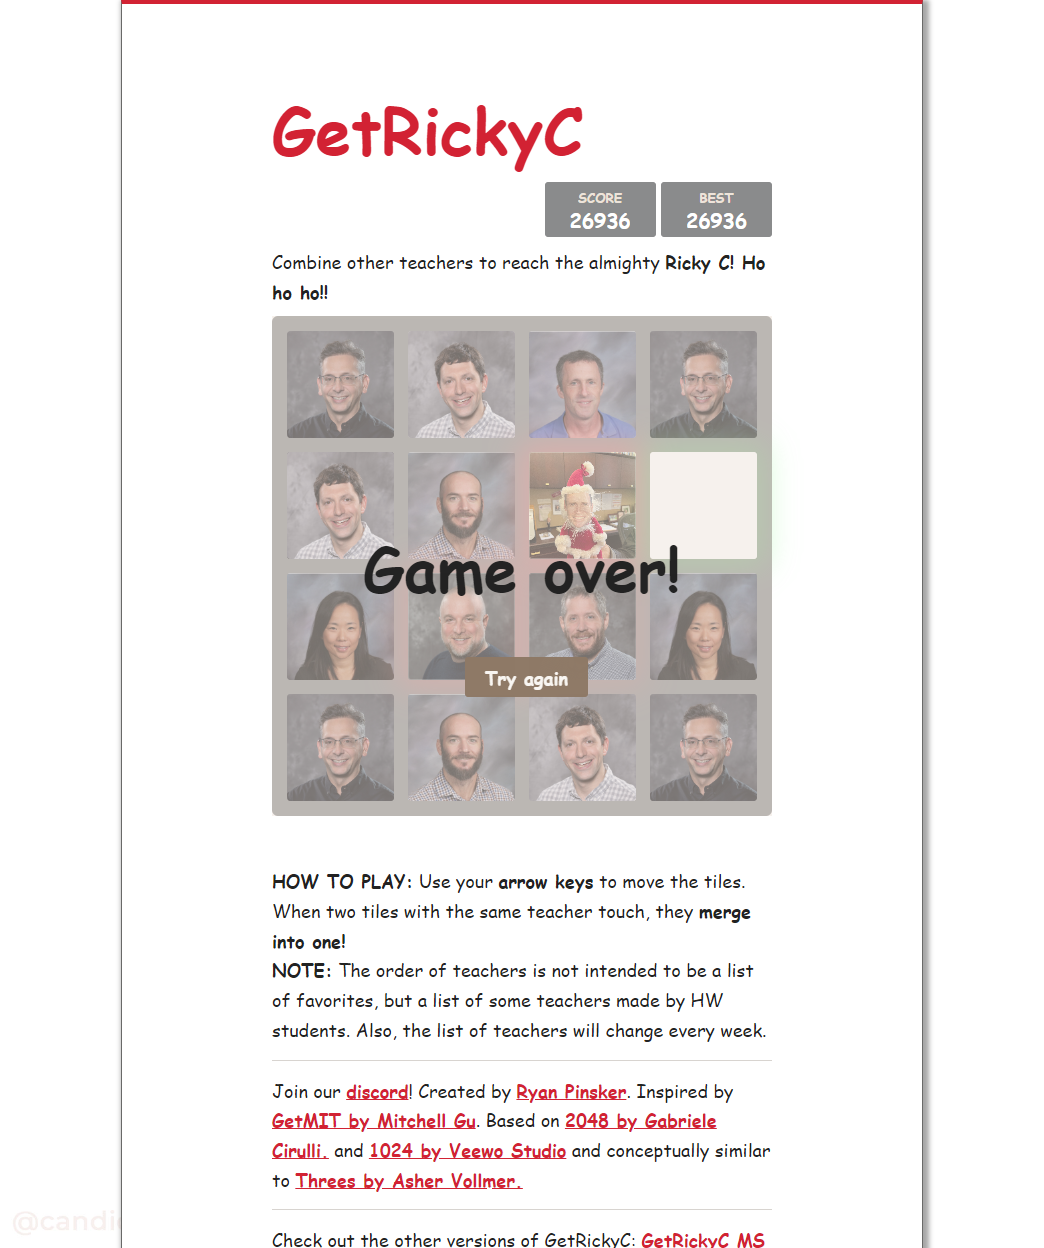 GetRickyC
SCORE BEST
26936 26936
Combine other teachers to reach the almighty Ricky C! Ho
ho ho!!
Game over!
Try again
HOW TO PLAY: Use your arrow keys to move the tiles.
When two tiles with the same teacher touch, they merge
into one!
NOTE: The order of teachers is not intended to be a list
of favorites, but a list of some teachers made by HW
students. Also, the list of teachers will change every week.
Join our discord! Created by Ryan Pinsker. Inspired by
GetMIT by Mitchell Gu. Based on 2048 by Gabriele
Cirulli. and 1024 by Veewo Studio and conceptually similar
to Threes by Asher Vollmer.
Check out the other versions of GetRickyC: GetRickyC MS